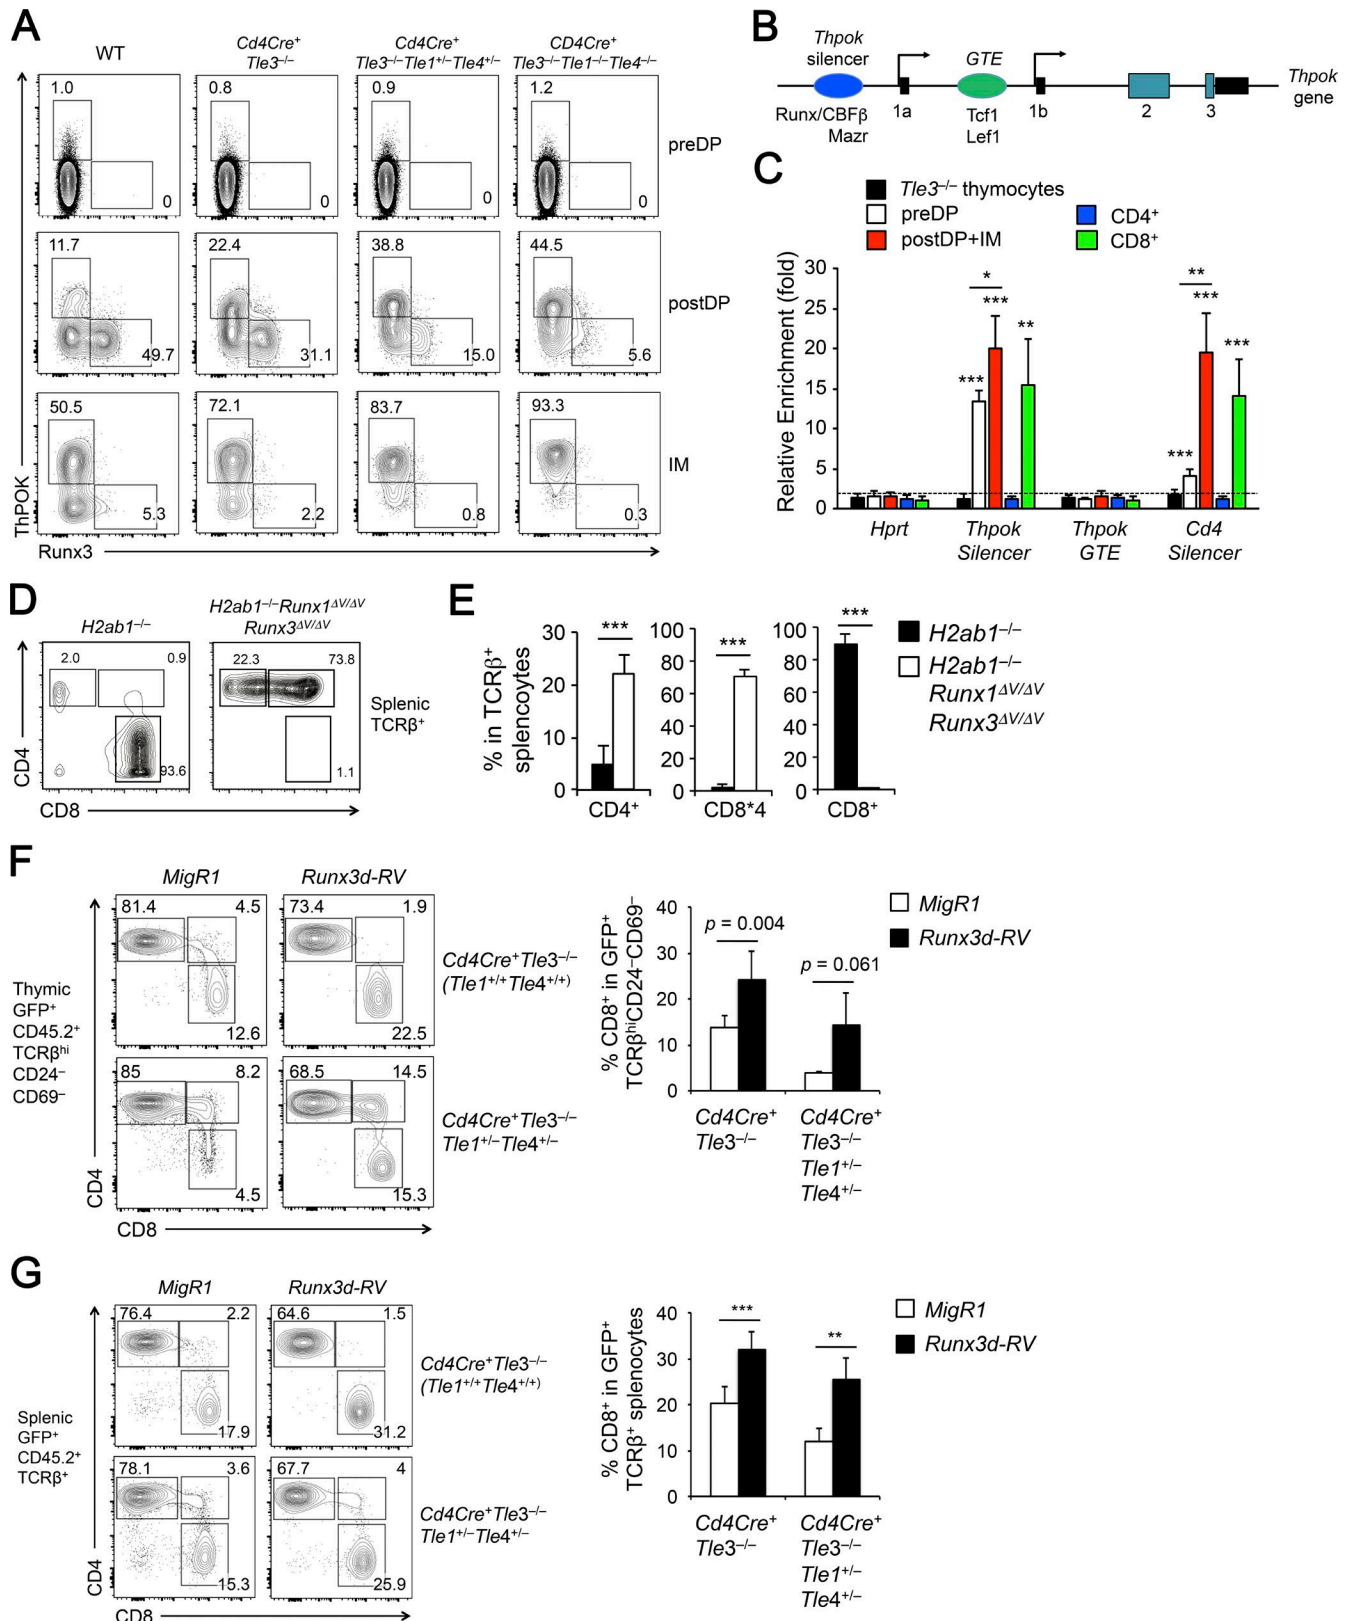 A
WT
Cd4Cre⁺
Tle3⁻/⁻
Cd4Cre⁺
Tle3⁻/⁻Tle1⁺/⁻Tle4⁺/⁻
CD4Cre⁺
Tle3⁻/⁻Tle1⁻/⁻Tle4⁻/⁻
1.0
0
0.8
0
0.9
0
1.2
0
preDP
11.7
49.7
22.4
31.1
38.8
15.0
44.5
5.6
postDP
50.5
5.3
72.1
2.2
83.7
0.8
93.3
0.3
IM
ThPOK
Runx3
B
Thpok
silencer
GTE
Runx/CBFβ
Mazr
1a
Tcf1
Lef1
1b
2
3
Thpok
gene
C
Tle3⁻/⁻ thymocytes
preDP
postDP+IM
CD4⁺
CD8⁺
Relative Enrichment (fold)
30
25
20
15
10
5
0
***
*
***
**
***
**
***
***
Hprt
Thpok
Silencer
Thpok
GTE
Cd4
Silencer
D
H2ab1⁻/⁻
H2ab1⁻/⁻Runx1ΔV/ΔV
Runx3ΔV/ΔV
2.0
0.9
93.6
22.3
73.8
1.1
Splenic
TCRβ⁺
CD4
CD8
E
% in TCRβ⁺
splencoytes
30
20
10
0
***
CD4⁺
100
80
60
40
20
0
***
CD8*4
100
80
60
40
20
0
***
CD8⁺
H2ab1⁻/⁻
H2ab1⁻/⁻
Runx1ΔV/ΔV
Runx3ΔV/ΔV
F
MigR1
Runx3d-RV
81.4
4.5
12.6
73.4
1.9
22.5
Cd4Cre⁺Tle3⁻/⁻
(Tle1⁺/⁺Tle4⁺/⁺)
Thymic
GFP⁺
CD45.2⁺
TCRβʰⁱ
CD24⁻
CD69⁻
85
8.2
4.5
68.5
14.5
15.3
Cd4Cre⁺Tle3⁻/⁻
Tle1⁺/⁻Tle4⁺/⁻
CD4
CD8
% CD8⁺ in GFP⁺
TCRβʰⁱCD24⁻CD69⁻
40
30
20
10
0
p = 0.004
p = 0.061
MigR1
Runx3d-RV
Cd4Cre⁺
Tle3⁻/⁻
Cd4Cre⁺
Tle3⁻/⁻
Tle1⁺/⁻
Tle4⁺/⁻
G
MigR1
Runx3d-RV
76.4
2.2
17.9
64.6
1.5
31.2
Cd4Cre⁺Tle3⁻/⁻
(Tle1⁺/⁺Tle4⁺/⁺)
Splenic
GFP⁺
CD45.2⁺
TCRβ⁺
78.1
3.6
15.3
67.7
4
25.9
Cd4Cre⁺Tle3⁻/⁻
Tle1⁺/⁻Tle4⁺/⁻
CD4
CD8
% CD8⁺ in GFP⁺
TCRβ⁺ splenocytes
40
30
20
10
0
***
**
MigR1
Runx3d-RV
Cd4Cre⁺
Tle3⁻/⁻
Cd4Cre⁺
Tle3⁻/⁻
Tle1⁺/⁻
Tle4⁺/⁻